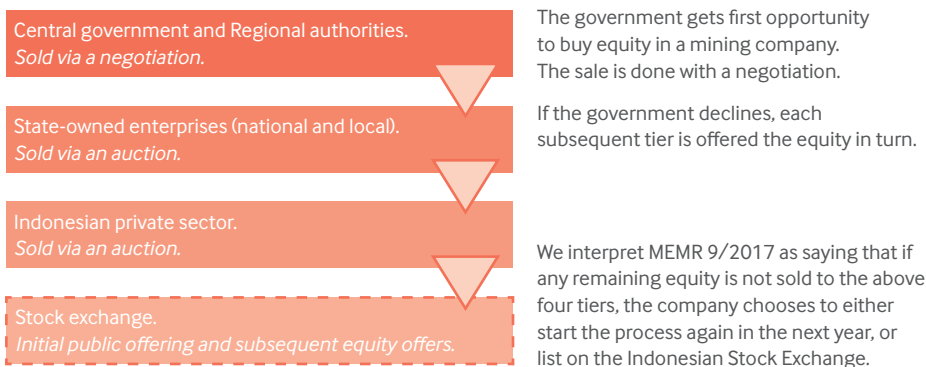 Central government and Regional authorities.
Sold via a negotiation.
State-owned enterprises (national and local).
Sold via an auction.
Indonesian private sector.
Sold via an auction.
Stock exchange.
Initial public offering and subsequent equity offers.
The government gets first opportunity
to buy equity in a mining company.
The sale is done with a negotiation.
If the government declines, each
subsequent tier is offered the equity in turn.
We interpret MEMR 9/2017 as saying that if
any remaining equity is not sold to the above
four tiers, the company chooses to either
start the process again in the next year, or
list on the Indonesian Stock Exchange.